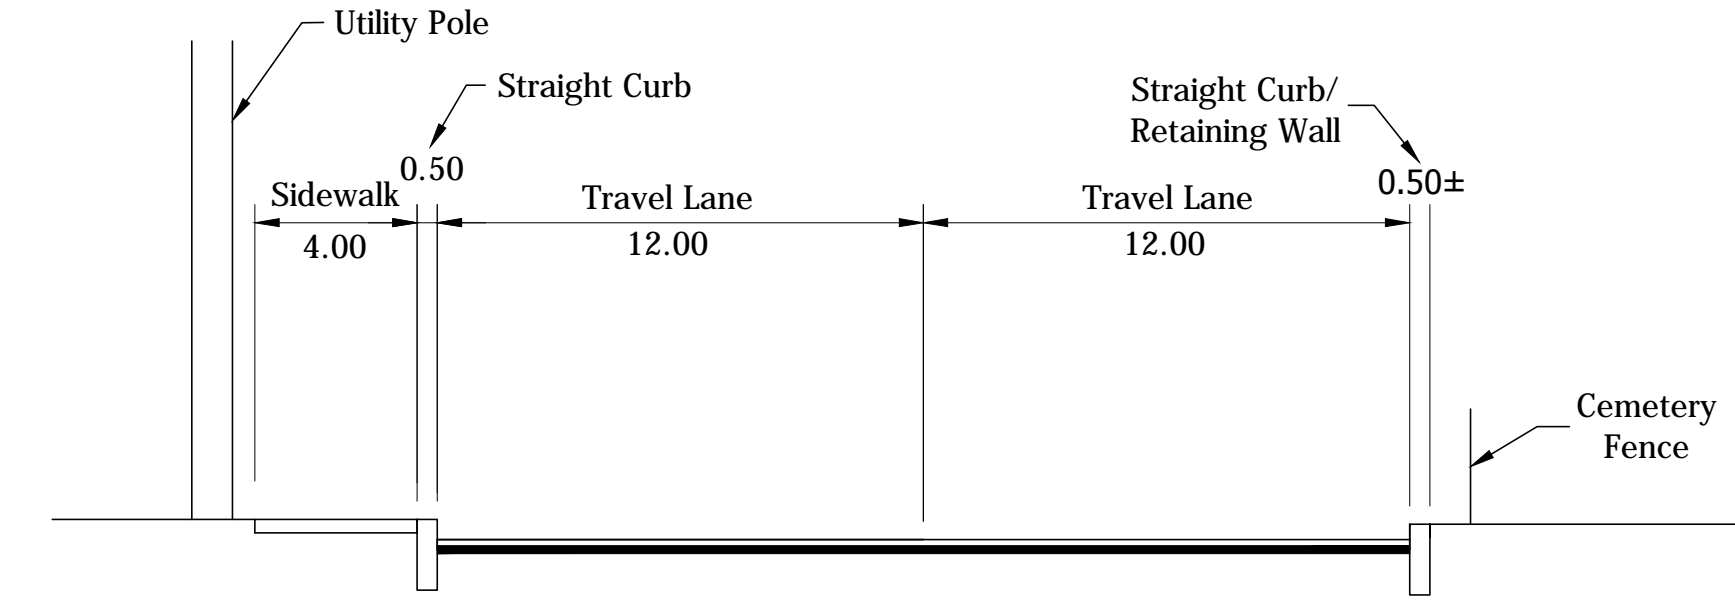 Utility Pole
Straight Curb
Straight Curb/
Retaining Wall
0.50
0.50±
Sidewalk
Travel Lane
Travel Lane
4.00
12.00
12.00
Cemetery
Fence